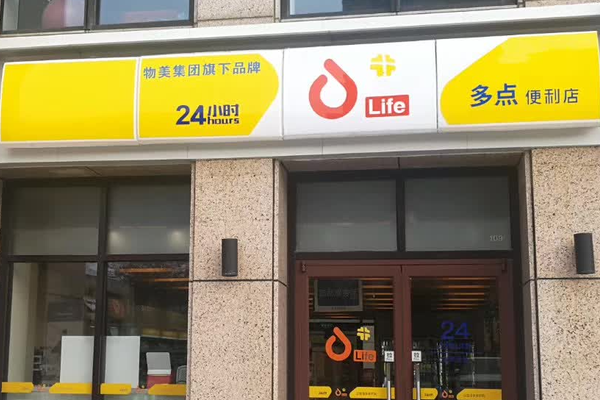 物美集团旗下品牌
24小时
hours
Life
多点 便利店
Life
24